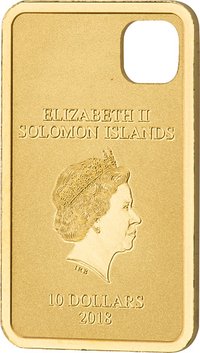 ELIZABETH II
SOLOMON ISLANDS
IRB
10 DOLLARS
2018